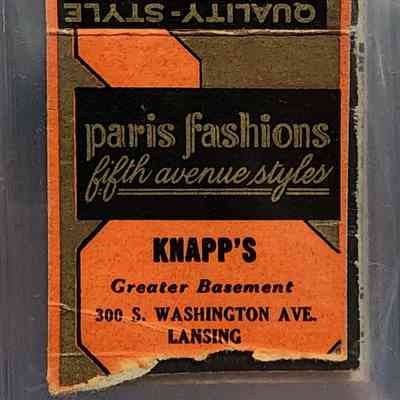 QUALITY-STYLE
paris fashions
fifth avenue styles
KNAPP'S
Greater Basement
300 S. WASHINGTON AVE.
LANSING